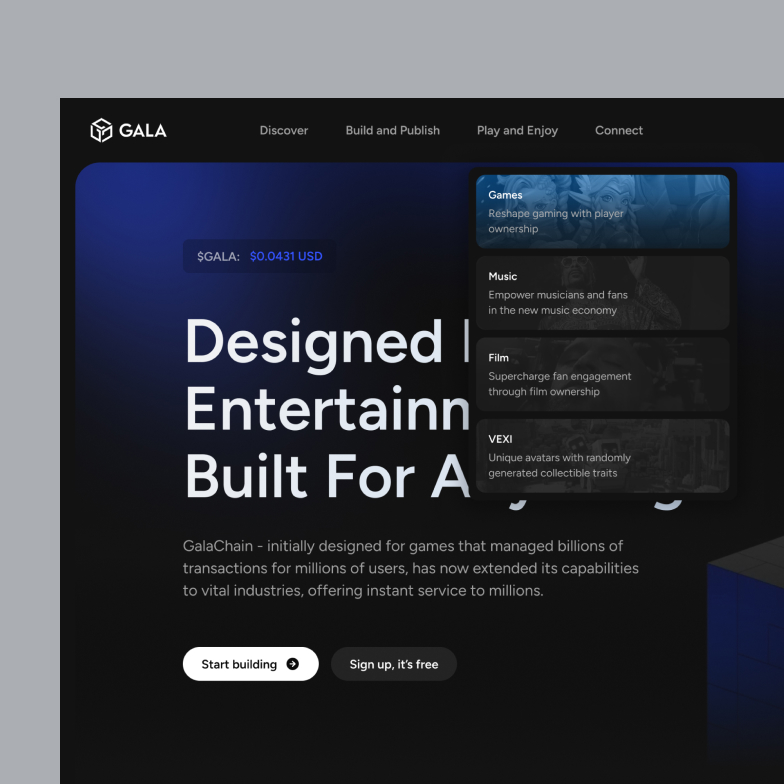 GALA
Discover
Build and Publish
Play and Enjoy
Connect
$GALA: $0.0431 USD
Designed
Entertainm
Built For A
GalaChain - initially designed for games that managed billions of
transactions for millions of users, has now extended its capabilities
to vital industries, offering instant service to millions.
Start building
Sign up, it's free
Games
Reshape gaming with player
ownership
Music
Empower musicians and fans
in the new music economy
Film
Supercharge fan engagement
through film ownership
VEXI
Unique avatars with randomly
generated collectible traits